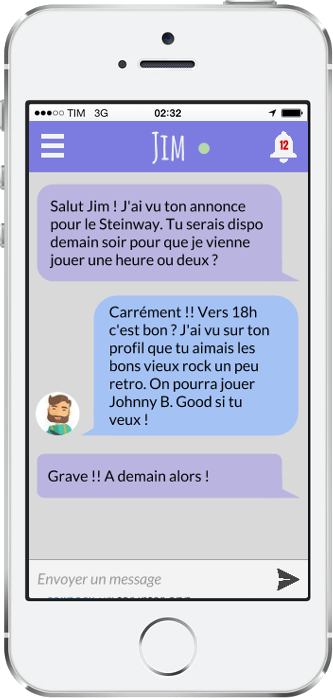 TIM 3G 02:32
Jim
12
Salut Jim ! J'ai vu ton annonce
pour le Steinway. Tu serais dispo
demain soir pour que je vienne
jouer une heure ou deux ?
Carrément !! Vers 18h
c'est bon ? J'ai vu sur ton
profil que tu aimais les
bons vieux rock un peu
retro. On pourra jouer
Johnny B. Good si tu
veux !
Grave !! A demain alors !
Envoyer un message